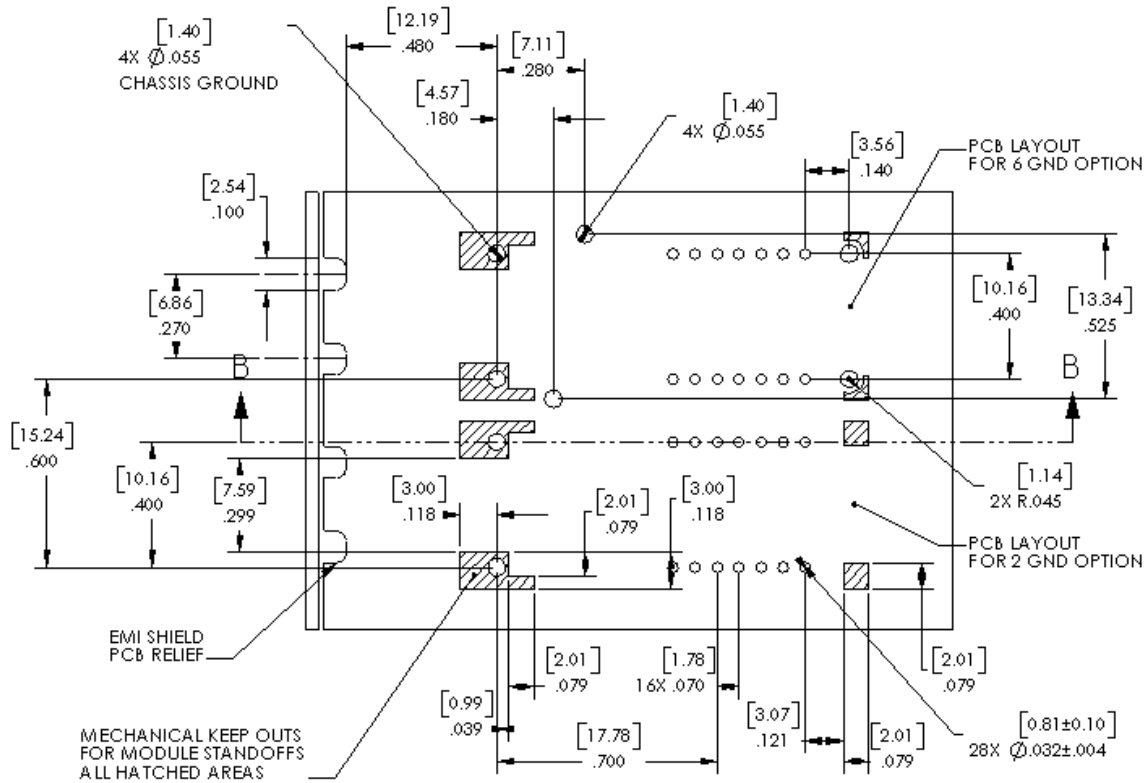 [12.19]
.480
[1.40]
4X Ø.055
CHASSIS GROUND
[7.11]
.280
[4.57]
.180
[1.40]
4X Ø.055
[3.56]
.140
PCB LAYOUT
FOR 6 GND OPTION
[2.54]
.100
[6.86]
.270
[10.16]
.400
[13.34]
.525
B
B
[15.24]
.600
[10.16]
.400
[7.59]
.299
[3.00]
.118
[2.01]
.079
[3.00]
.118
[1.14]
2X R.045
PCB LAYOUT
FOR 2 GND OPTION
EMI SHIELD
PCB RELIEF
[2.01]
.079
[1.78]
16X .070
[2.01]
.079
[0.99]
.039
[3.07]
.121
[2.01]
.079
[0.81±0.10]
28X Ø.032±.004
MECHANICAL KEEP OUTS
FOR MODULE STANDOFFS
ALL HATCHED AREAS
[17.78]
.700